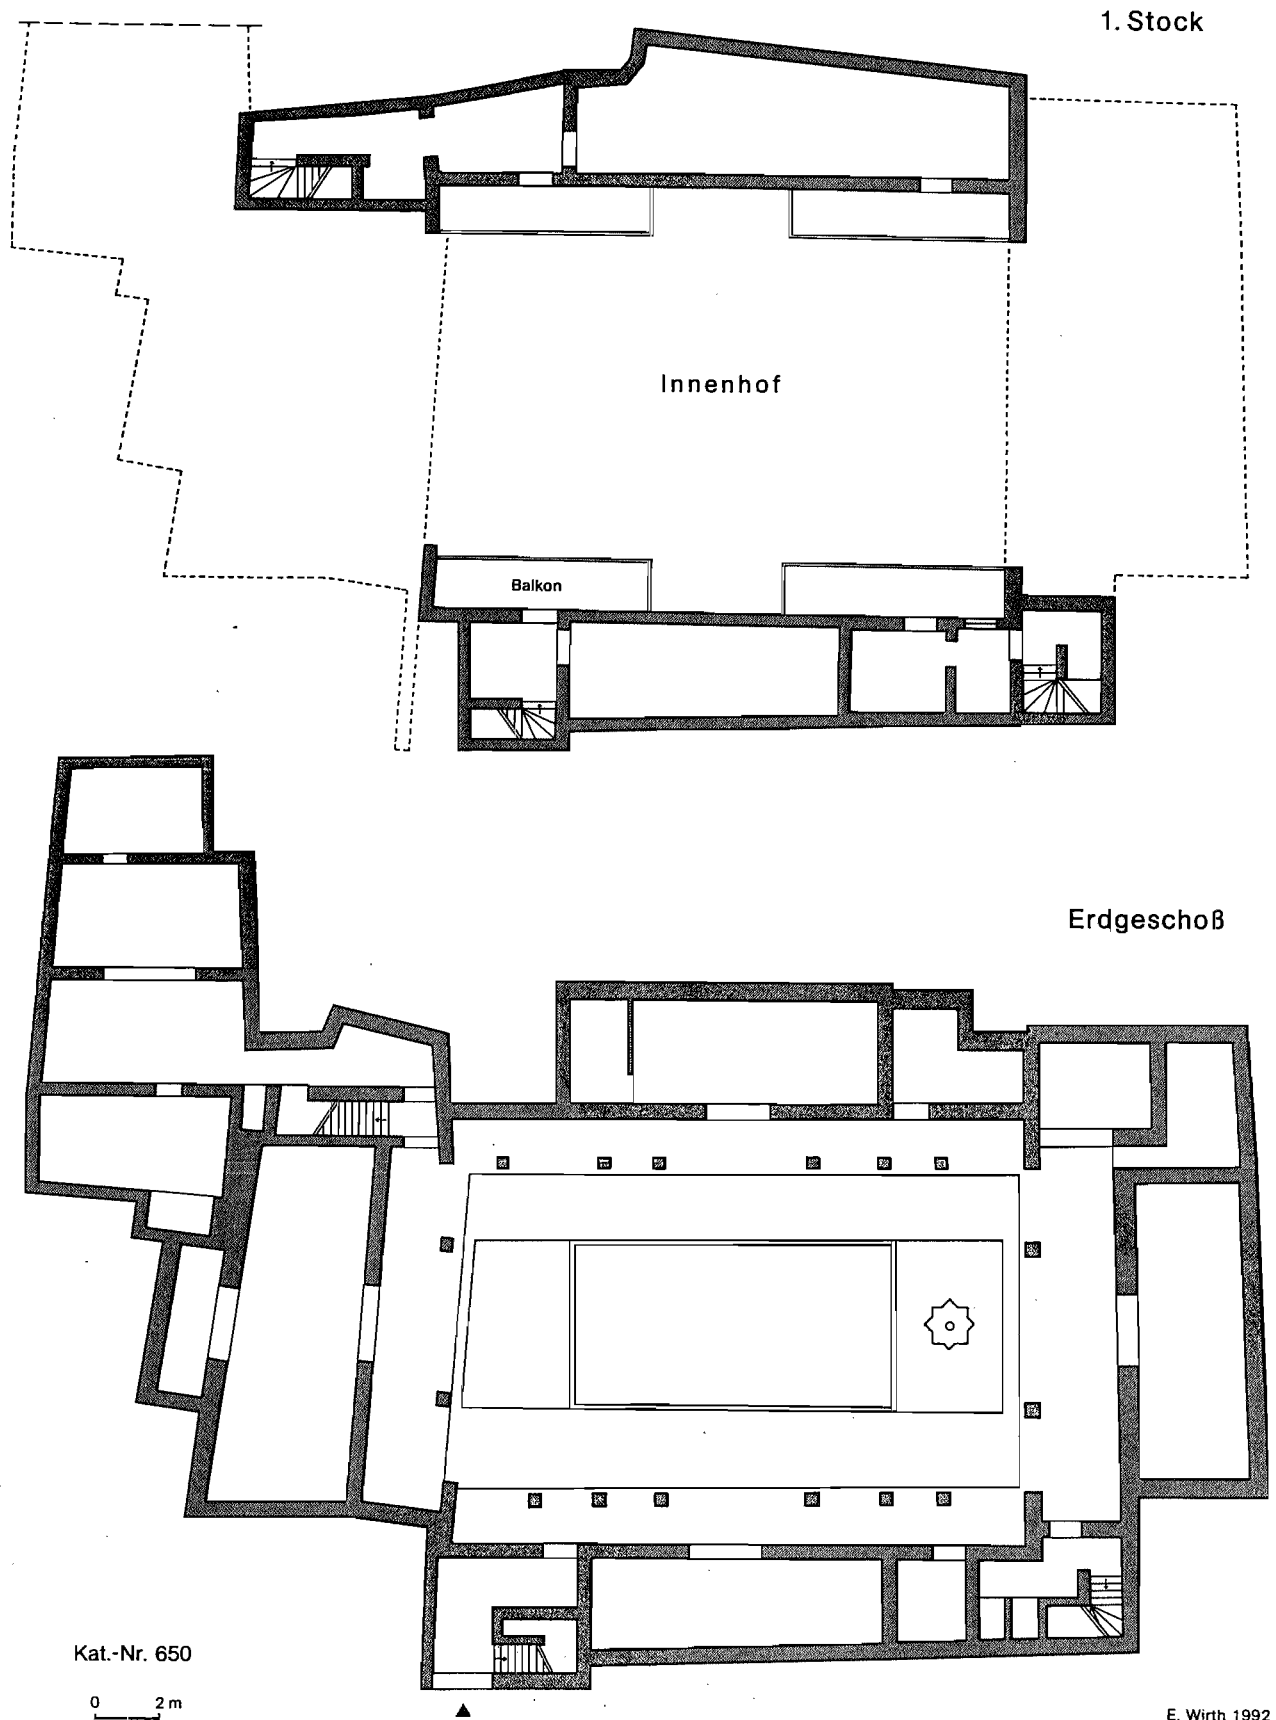 1. Stock
Innenhof
Balkon
Erdgeschoß
Kat.-Nr. 650
0 2 m
E. Wirth 1992